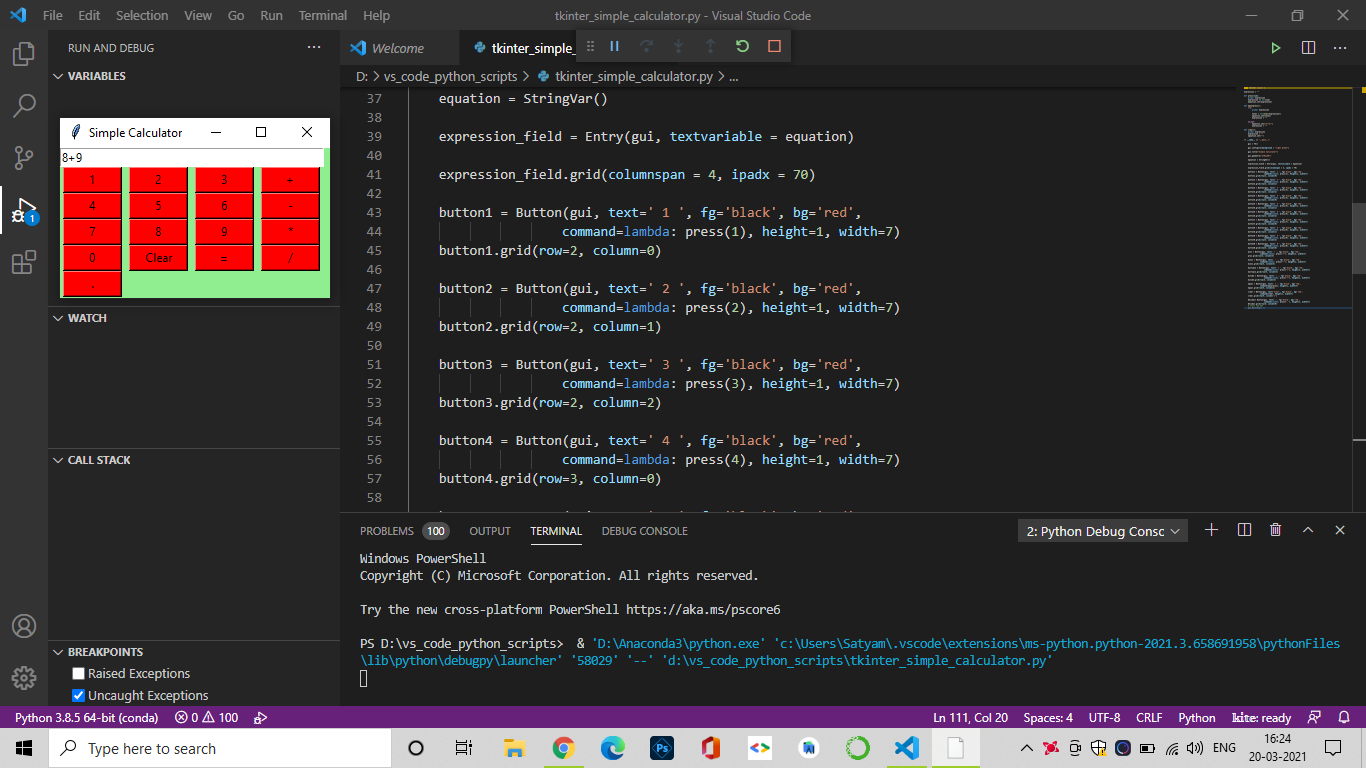 File Edit Selection View Go Run Terminal Help tkinter_simple_calculator.py - Visual Studio Code
RUN AND DEBUG ···
VARIABLES
Simple Calculator
8+9
1 2 3 +
4 5 6 -
7 8 9 *
0 Clear = /
.
WATCH
CALL STACK
BREAKPOINTS
Raised Exceptions
Uncaught Exceptions
1
Welcome tkinter_simple_
D: > vs_code_python_scripts > tkinter_simple_calculator.py > ...
37 equation = StringVar()
38
39 expression_field = Entry(gui, textvariable = equation)
40
41 expression_field.grid(columnspan = 4, ipadx = 70)
42
43 button1 = Button(gui, text=' 1 ', fg='black', bg='red',
44 command=lambda: press(1), height=1, width=7)
45 button1.grid(row=2, column=0)
46
47 button2 = Button(gui, text=' 2 ', fg='black', bg='red',
48 command=lambda: press(2), height=1, width=7)
49 button2.grid(row=2, column=1)
50
51 button3 = Button(gui, text=' 3 ', fg='black', bg='red',
52 command=lambda: press(3), height=1, width=7)
53 button3.grid(row=2, column=2)
54
55 button4 = Button(gui, text=' 4 ', fg='black', bg='red',
56 command=lambda: press(4), height=1, width=7)
57 button4.grid(row=3, column=0)
58
PROBLEMS 100 OUTPUT TERMINAL DEBUG CONSOLE 2: Python Debug Consc
Windows PowerShell
Copyright (C) Microsoft Corporation. All rights reserved.
Try the new cross-platform PowerShell https://aka.ms/pscore6
PS D:\vs_code_python_scripts> & 'D:\Anaconda3\python.exe' 'c:\Users\Satyam\.vscode\extensions\ms-python.python-2021.3.658691958\pythonFiles
\lib\python\debugpy\launcher' '58029' '--' 'd:\vs_code_python_scripts\tkinter_simple_calculator.py'
Python 3.8.5 64-bit (conda) 0 100 Ln 111, Col 20 Spaces: 4 UTF-8 CRLF Python kite: ready
Type here to search Ps ENG 16:24
20-03-2021